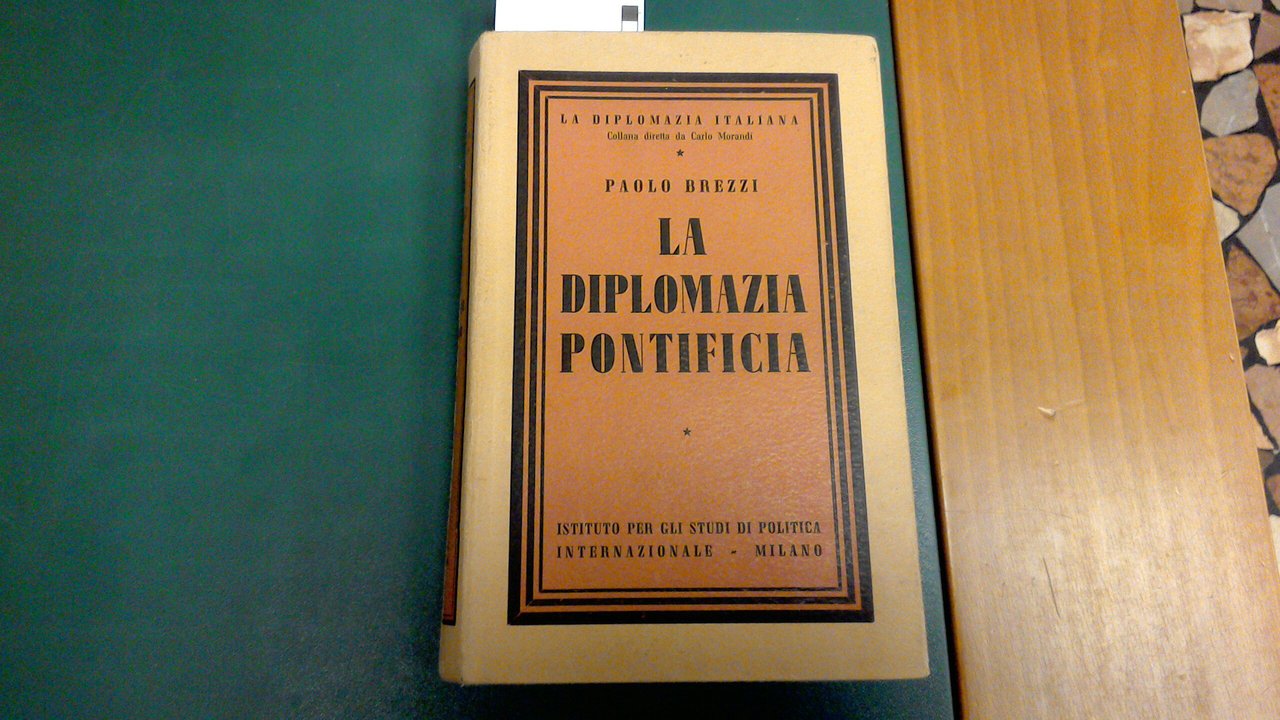 LA DIPLOMAZIA ITALIANA
Collana diretta da Carlo Morandi
PAOLO BREZZI
LA
DIPLOMAZIA
PONTIFICIA
ISTITUTO PER GLI STUDI DI POLITICA
INTERNAZIONALE - MILANO